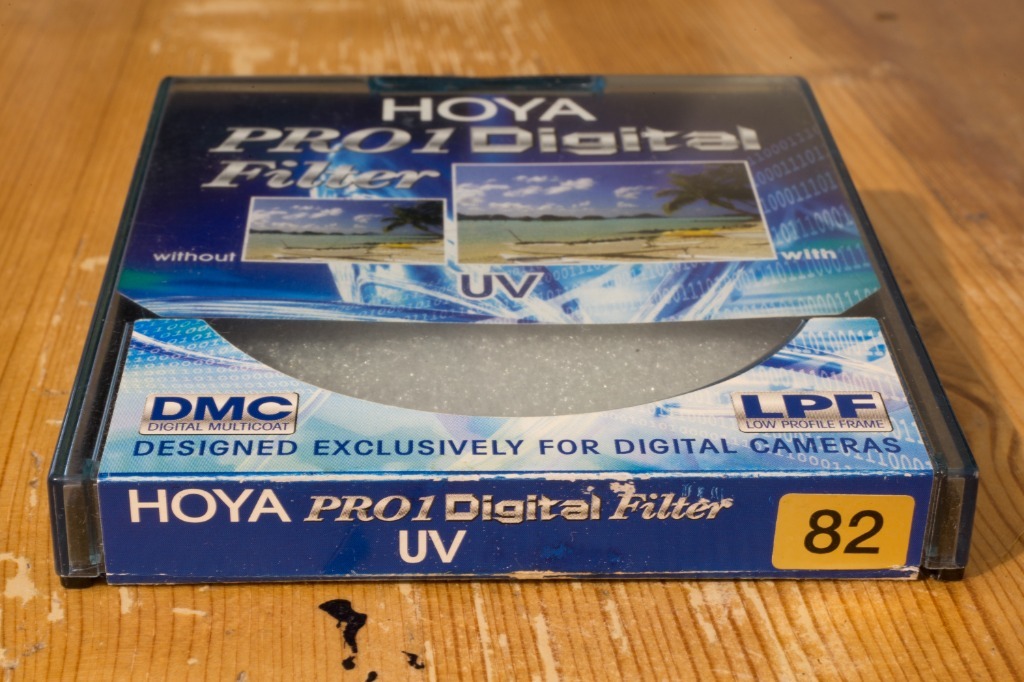 HOYA
PRO1 Digital
Filter
without
with
UV
DMC
DIGITAL MULTICOAT
LPF
LOW PROFILE FRAME
DESIGNED EXCLUSIVELY FOR DIGITAL CAMERAS
HOYA PRO1 Digital Filter
UV
82